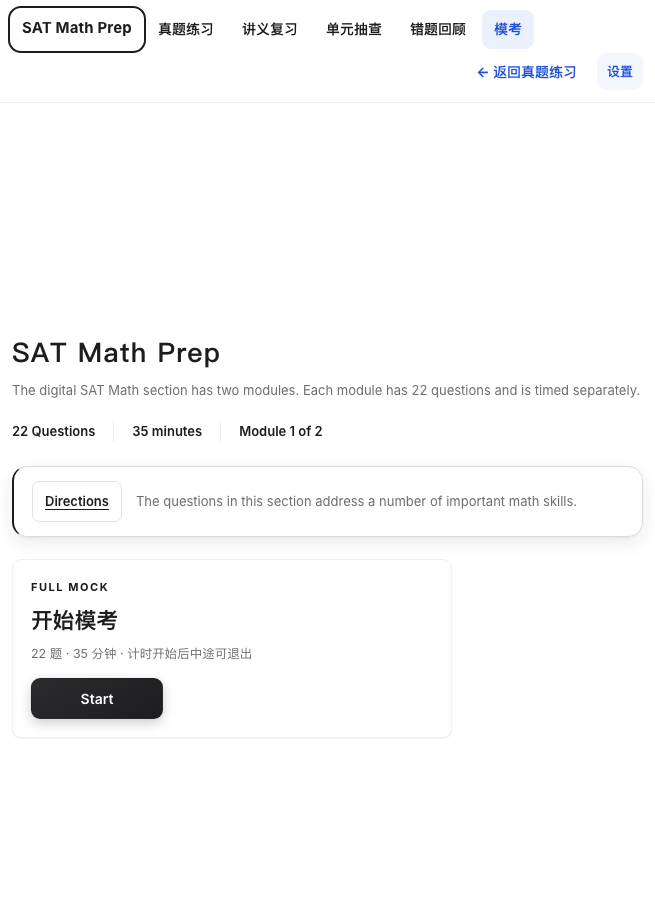 SAT Math Prep 真题练习 讲义复习 单元抽查 错题回顾 模考
← 返回真题练习 设置
SAT Math Prep
The digital SAT Math section has two modules. Each module has 22 questions and is timed separately.
22 Questions 35 minutes Module 1 of 2
Directions The questions in this section address a number of important math skills.
FULL MOCK
开始模考
22 题 · 35 分钟 · 计时开始后中途可退出
Start